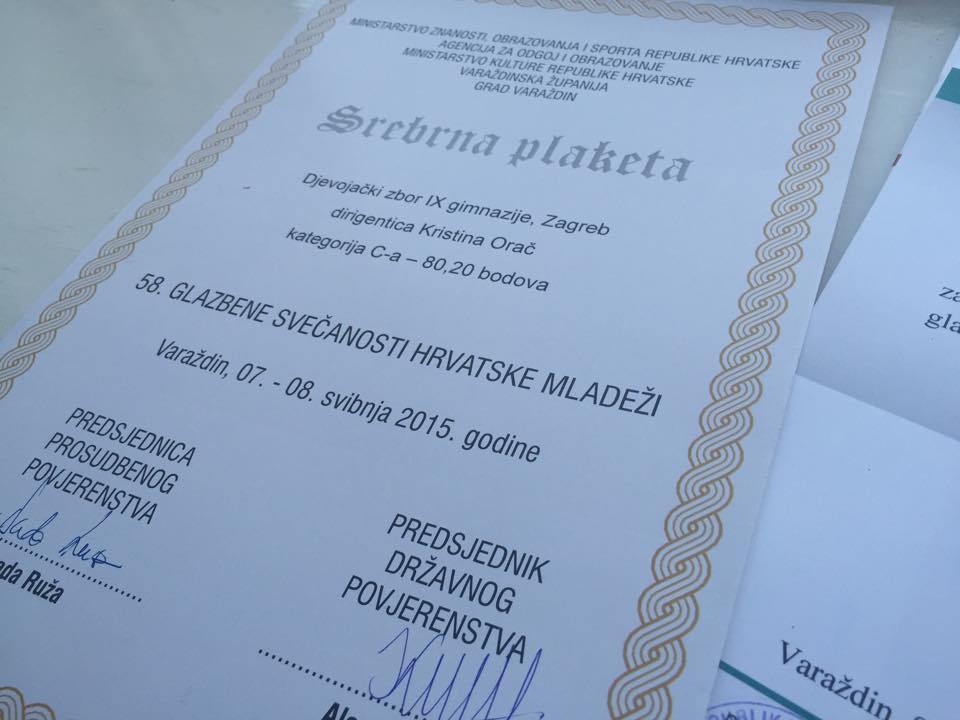 MINISTARSTVO ZNANOSTI, OBRAZOVANJA I SPORTA REPUBLIKE HRVATSKE
AGENCIJA ZA ODGOJ I OBRAZOVANJE
MINISTARSTVO KULTURE REPUBLIKE HRVATSKE
VARAŽDINSKA ŽUPANIJA
GRAD VARAŽDIN
Srebrna plaketa
Djevojački zbor IX gimnazije, Zagreb
dirigentica Kristina Orač
kategorija C-a – 80,20 bodova
58. GLAZBENE SVEČANOSTI HRVATSKE MLADEŽI
Varaždin, 07. - 08. svibnja 2015. godine
PREDSJEDNICA
PROSUDBENOG
POVJERENSTVA
Ruža
PREDSJEDNIK
DRŽAVNOG
POVJERENSTVA
Varaždin,